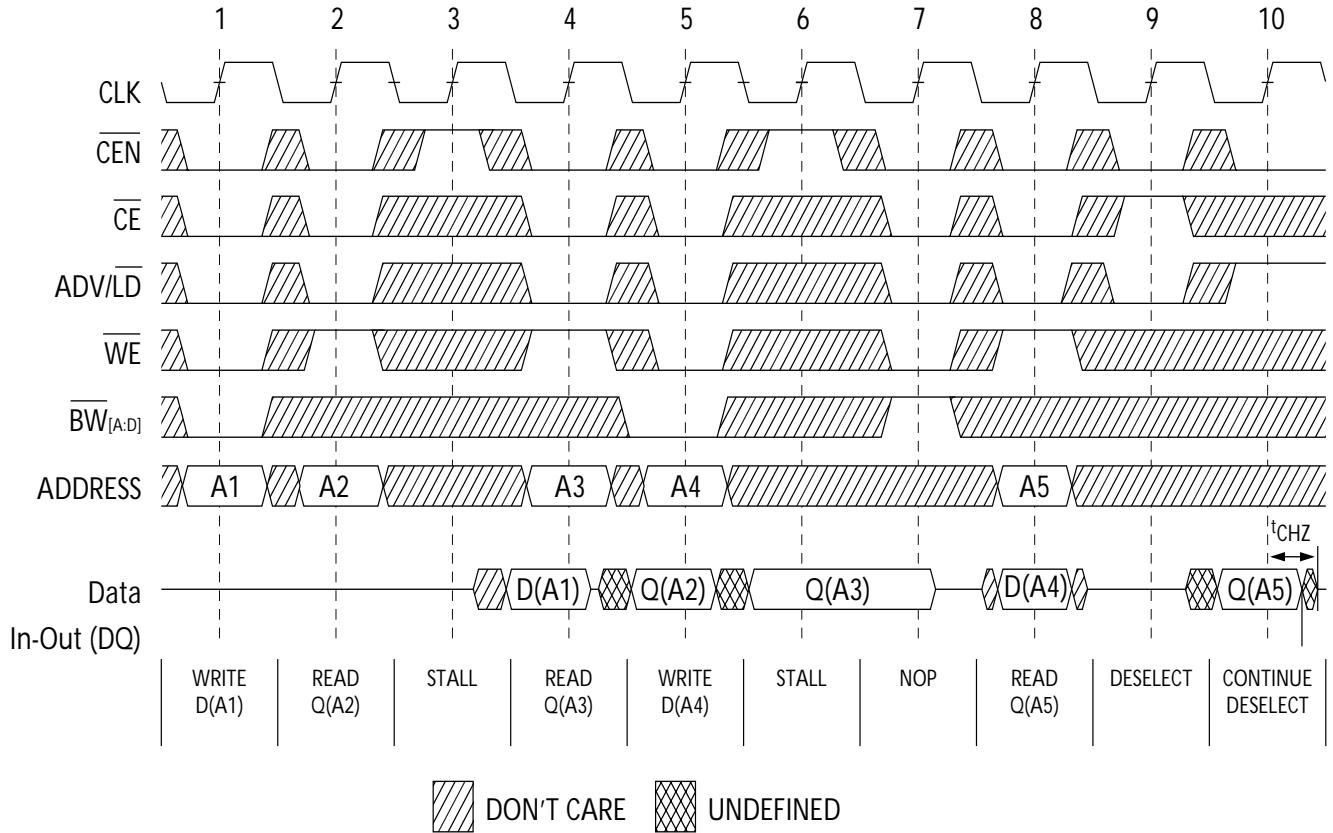 1 2 3 4 5 6 7 8 9 10
CLK
CEN
CE
ADV/LD
WE
BW[A:D]
ADDRESS A1 A2 A3 A4 A5
tCHZ
Data D(A1) Q(A2) Q(A3) D(A4) Q(A5)
In-Out (DQ)
WRITE READ STALL READ WRITE STALL NOP READ DESELECT CONTINUE
D(A1) Q(A2) Q(A3) D(A4) Q(A5) DESELECT
DON'T CARE UNDEFINED